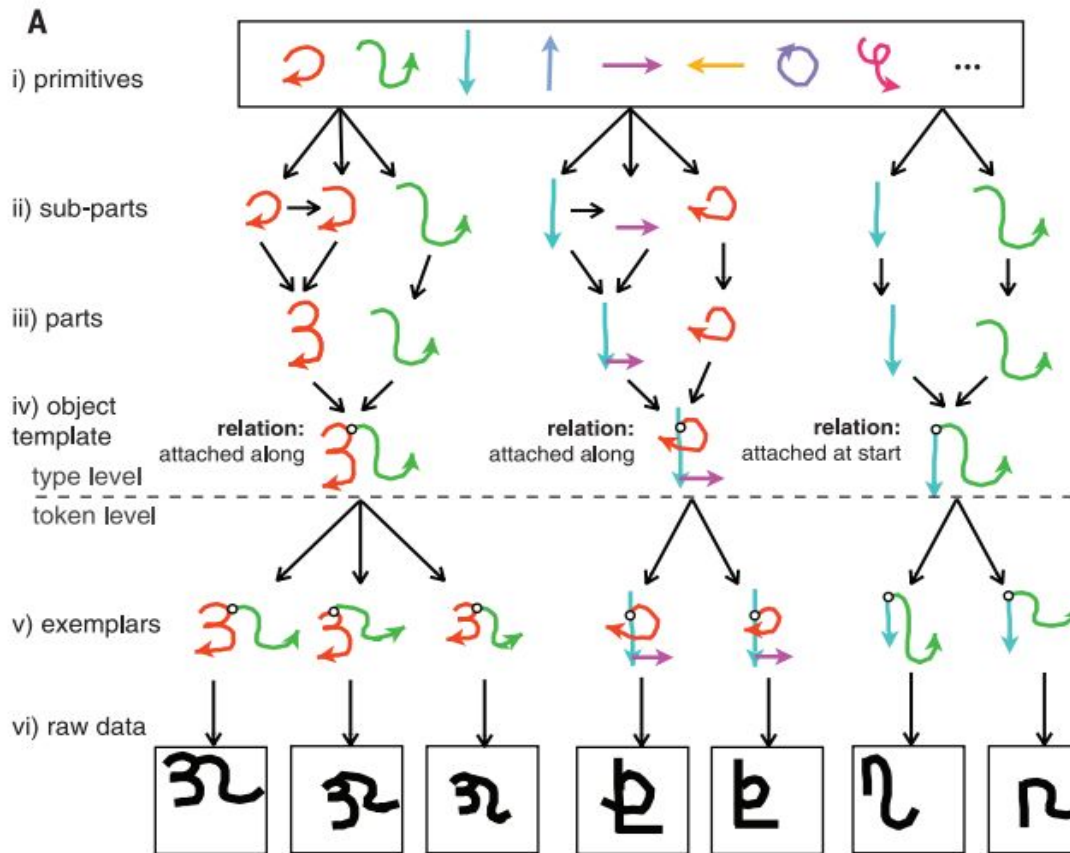 A
i) primitives
...
ii) sub-parts
iii) parts
iv) object
template
relation:
attached along
relation:
attached along
relation:
attached at start
type level
token level
v) exemplars
vi) raw data